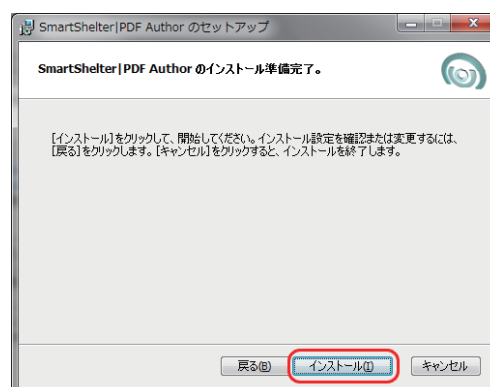 SmartShelter|PDF Author のセットアップ
SmartShelter|PDF Author のインストール準備完了。
[インストール]をクリックして、開始してください。インストール設定を確認または変更するには、
[戻る]をクリックします。[キャンセル]をクリックすると、インストールを終了します。
戻る(B) インストール(I) キャンセル